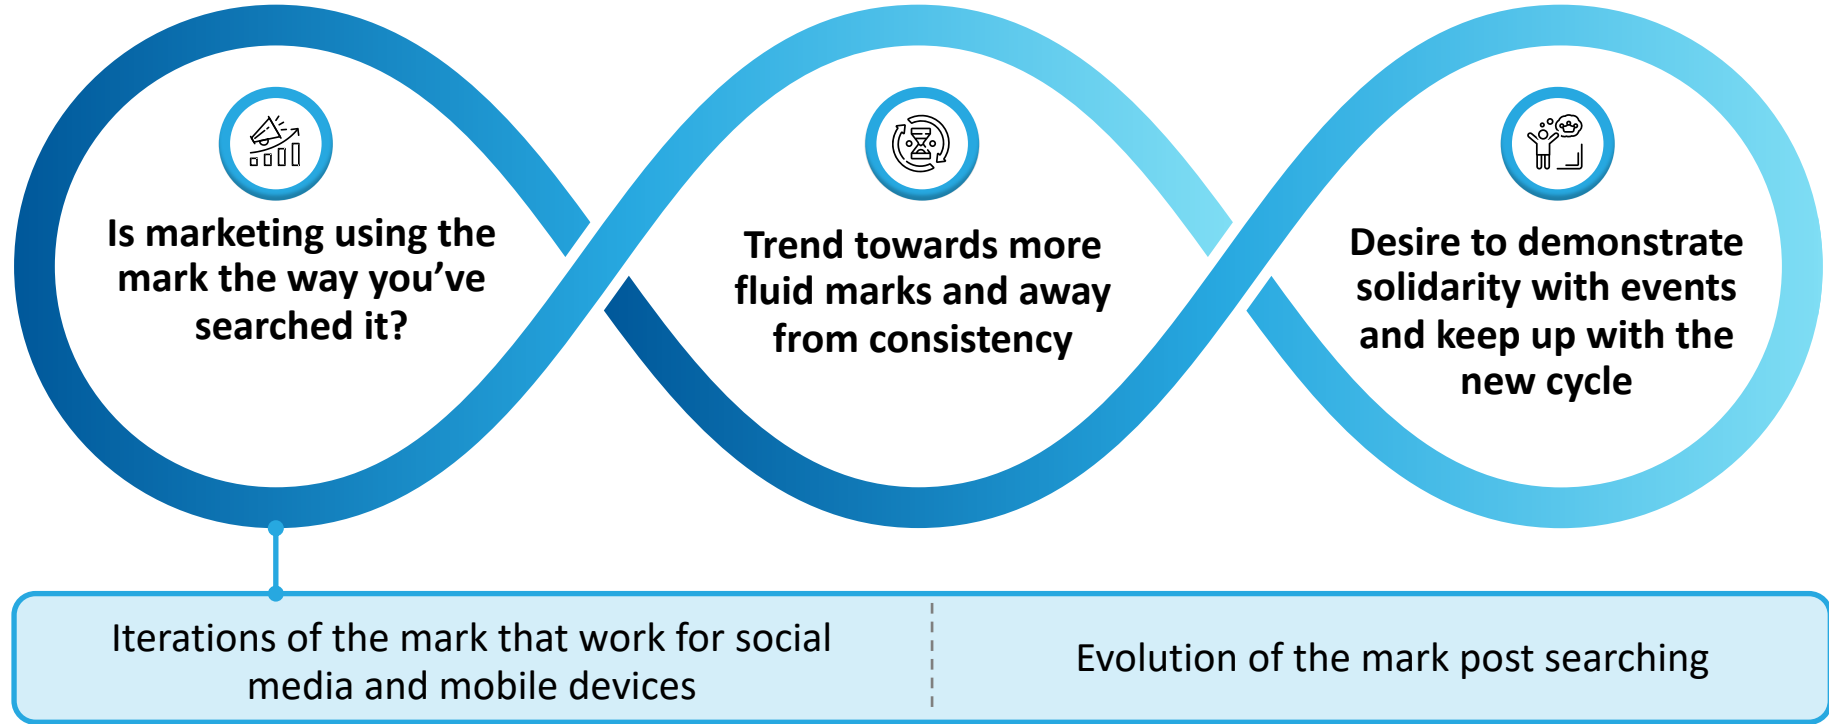 Is marketing using the
mark the way you've
searched it?
Trend towards more
fluid marks and away
from consistency
Desire to demonstrate
solidarity with events
and keep up with the
new cycle
Iterations of the mark that work for social
media and mobile devices
Evolution of the mark post searching